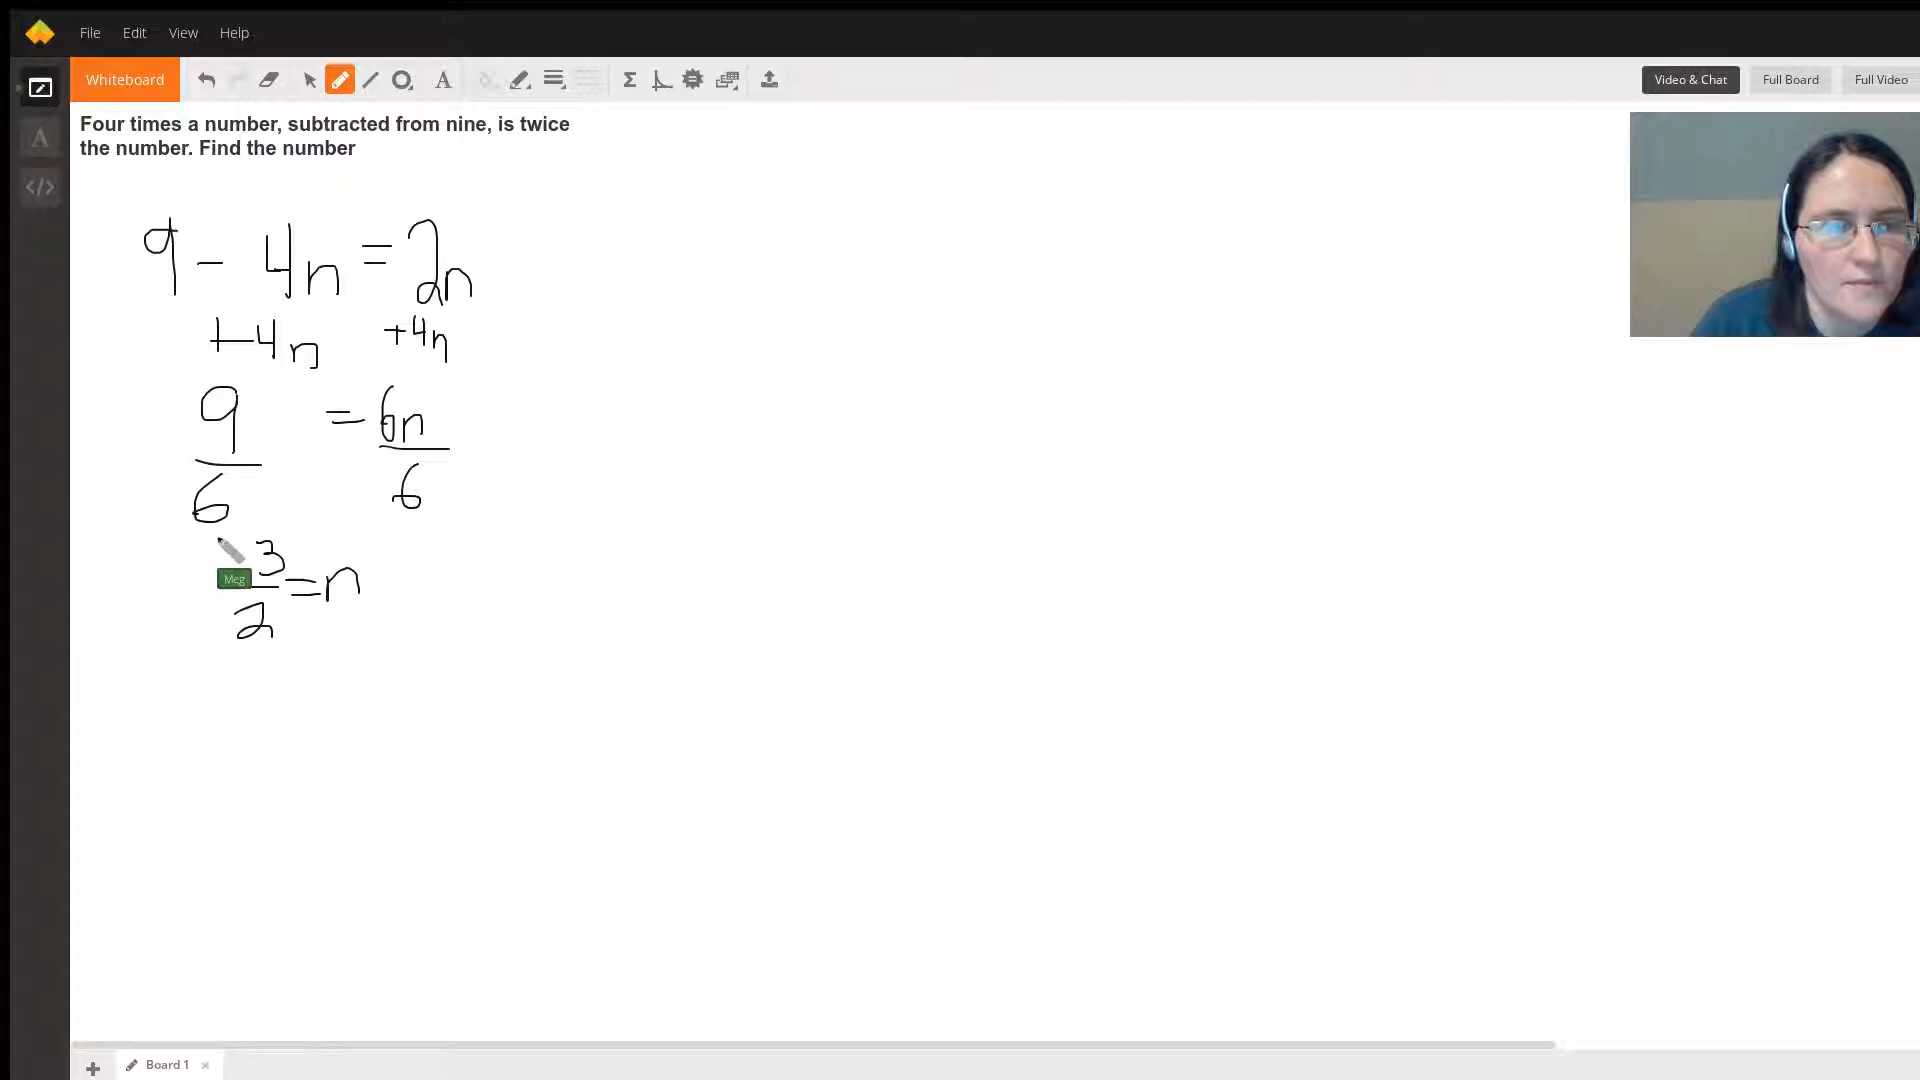 File Edit View Help
Whiteboard A Σ Video & Chat Full Board Full Video
A
</>
Four times a number, subtracted from nine, is twice
the number. Find the number
9 - 4n = 2n
+4n +4n
9 = 6n
6 6
3
Meg = n
2
+ Board 1 ×